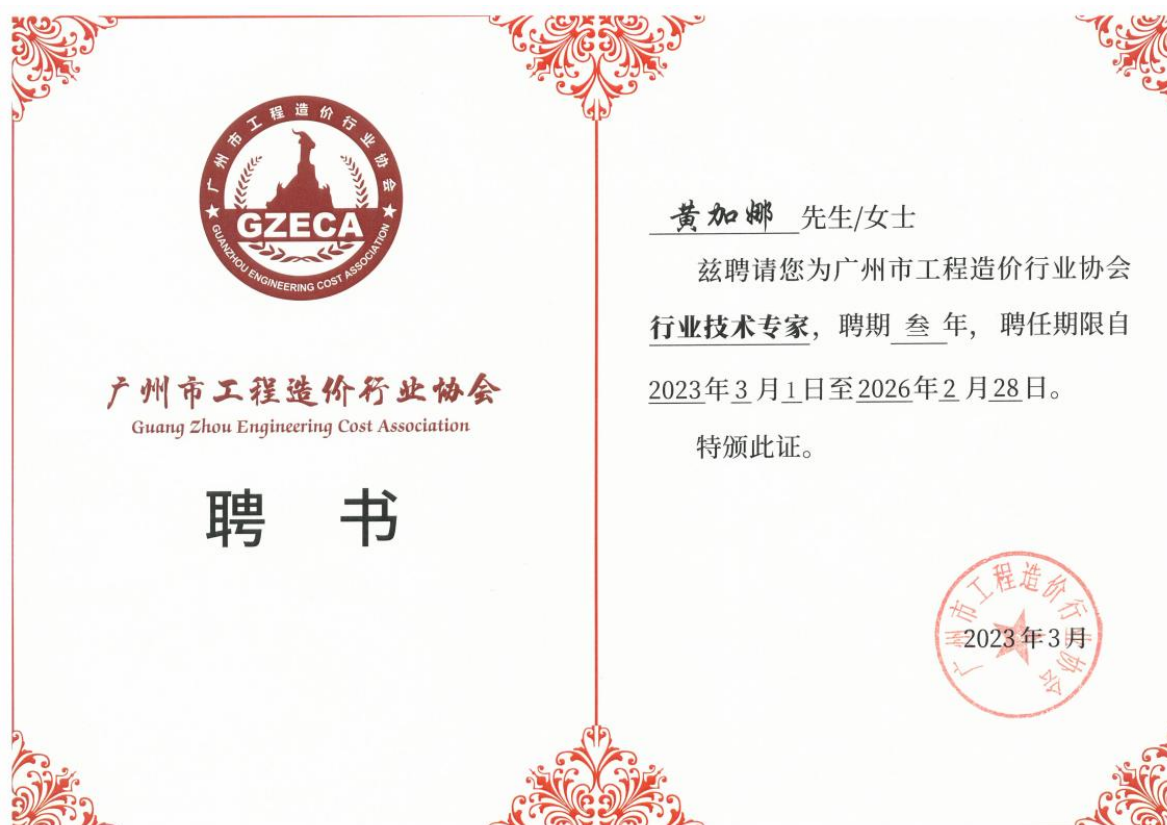 广州市工程造价行业协会
GZECA
GUANZHOU ENGINEERING COST ASSOCIATION
广州市工程造价行业协会
Guang Zhou Engineering Cost Association
聘 书
黄加娜 先生/女士
兹聘请您为广州市工程造价行业协会
行业技术专家，聘期 叁 年，聘任期限自
2023年3月1日至2026年2月28日。
特颁此证。
广州市工程造价行业协会
2023年3月